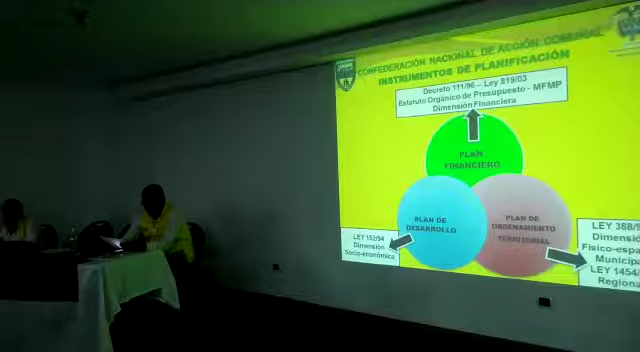 CONFEDERACIÓN NACIONAL DE ACCIÓN COMUNAL
INSTRUMENTOS DE PLANIFICACIÓN
Decreto 111/96 – Ley 819/03
Estatuto Orgánico de Presupuesto - MFMP
Dimensión Financiera
PLAN
FINANCIERO
PLAN DE
DESARROLLO
PLAN DE
ORDENAMIENTO
TERRITORIAL
LEY 152/94
Dimensión
Socio-económica
LEY 388/9
Dimensió
Físico-espa
Municipa
LEY 1454/
Regiona